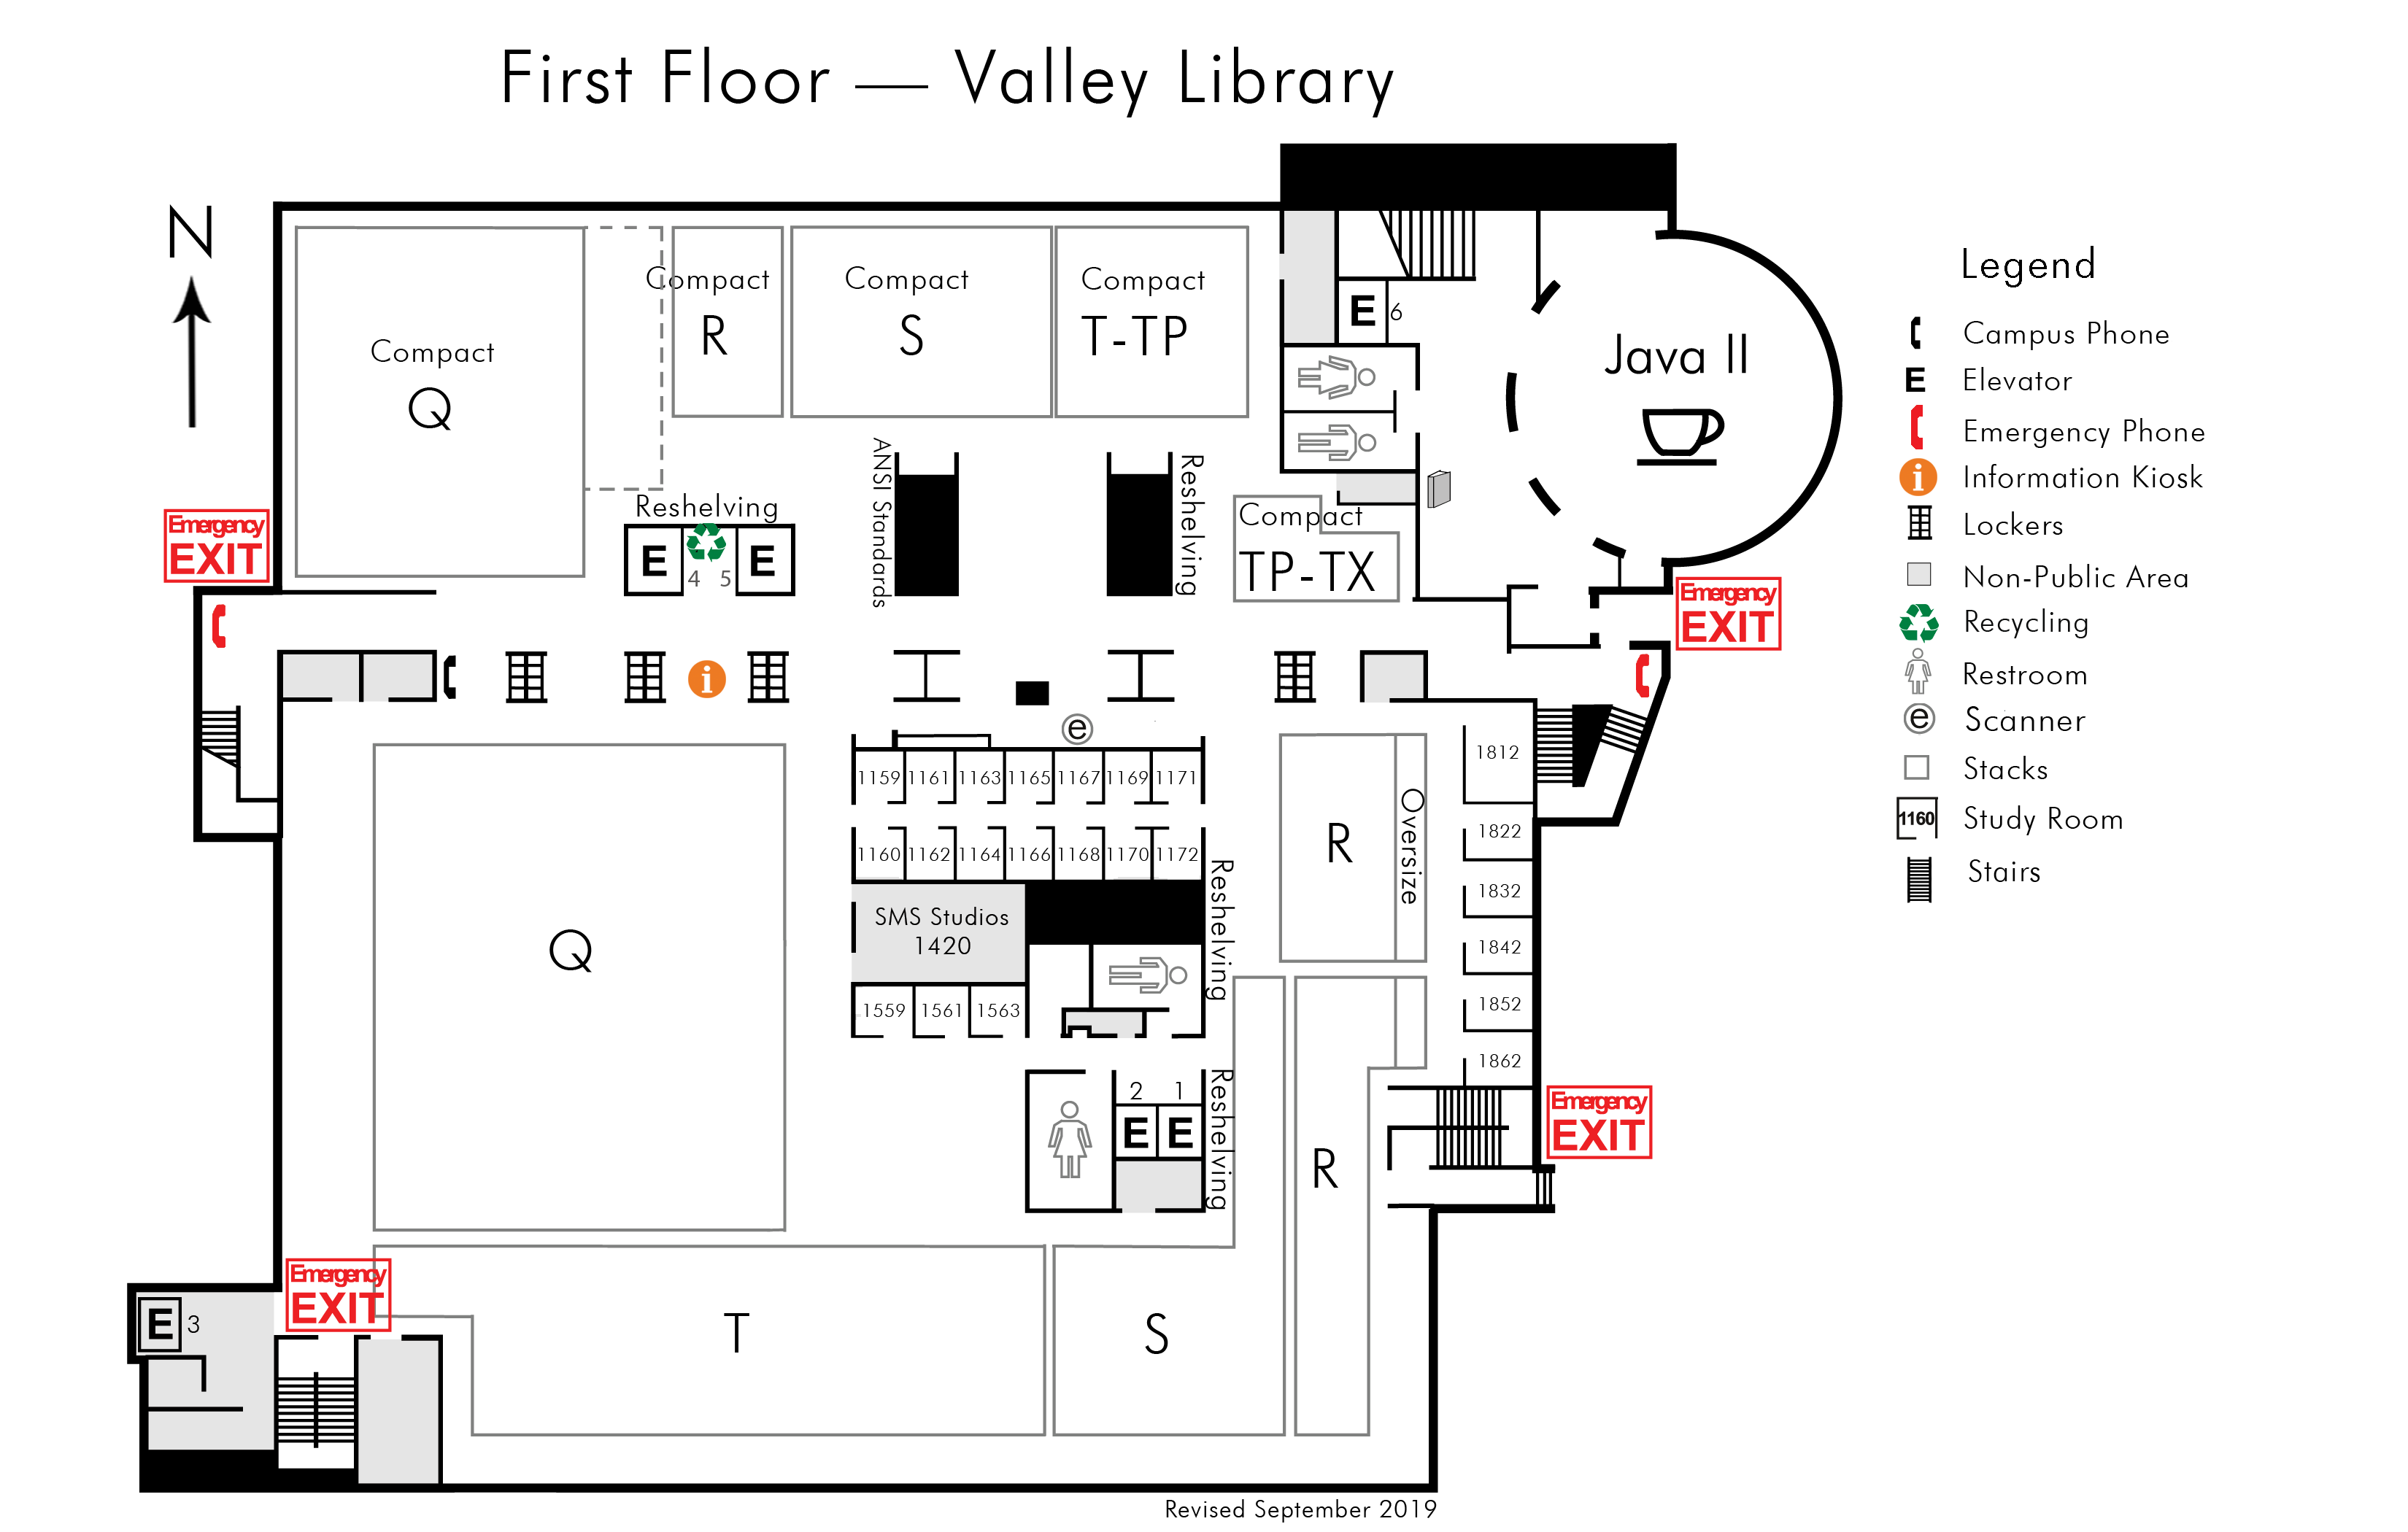 First Floor — Valley Library
N
Compact
Q
Compact
R
Compact
S
Compact
T-TP
E 6
Java II
ANSI Standards
Reshelving
Reshelving
E 4 5 E
Compact
TP-TX
Emergency
EXIT
Emergency
EXIT
i
e
1159 1161 1163 1165 1167 1169 1171
1160 1162 1164 1166 1168 1170 1172
SMS Studios
1420
1559 1561 1563
Reshelving
Reshelving
2 1
E E
Q
R
Oversize
R
1812
1822
1832
1842
1852
1862
Emergency
EXIT
Emergency
EXIT
E 3
T
S
Revised September 2019
Legend
Campus Phone
E Elevator
Emergency Phone
i Information Kiosk
Lockers
Non-Public Area
Recycling
Restroom
e Scanner
Stacks
1160 Study Room
Stairs